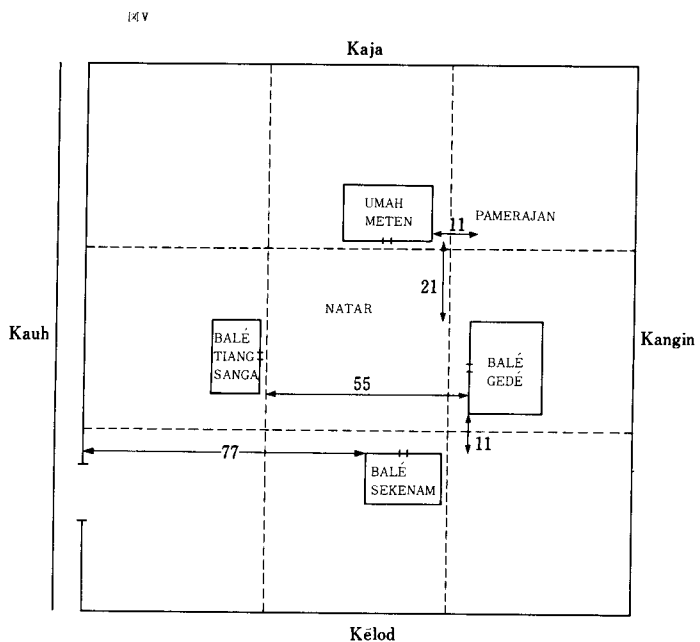 Kaja
UMAH
METEN
11
PAMERAJAN
21
NATAR
Kauh
BALÉ
TIANG
SANGA
55
BALÉ
GEDÉ
Kangin
77
BALÉ
SEKENAM
11
Kělod